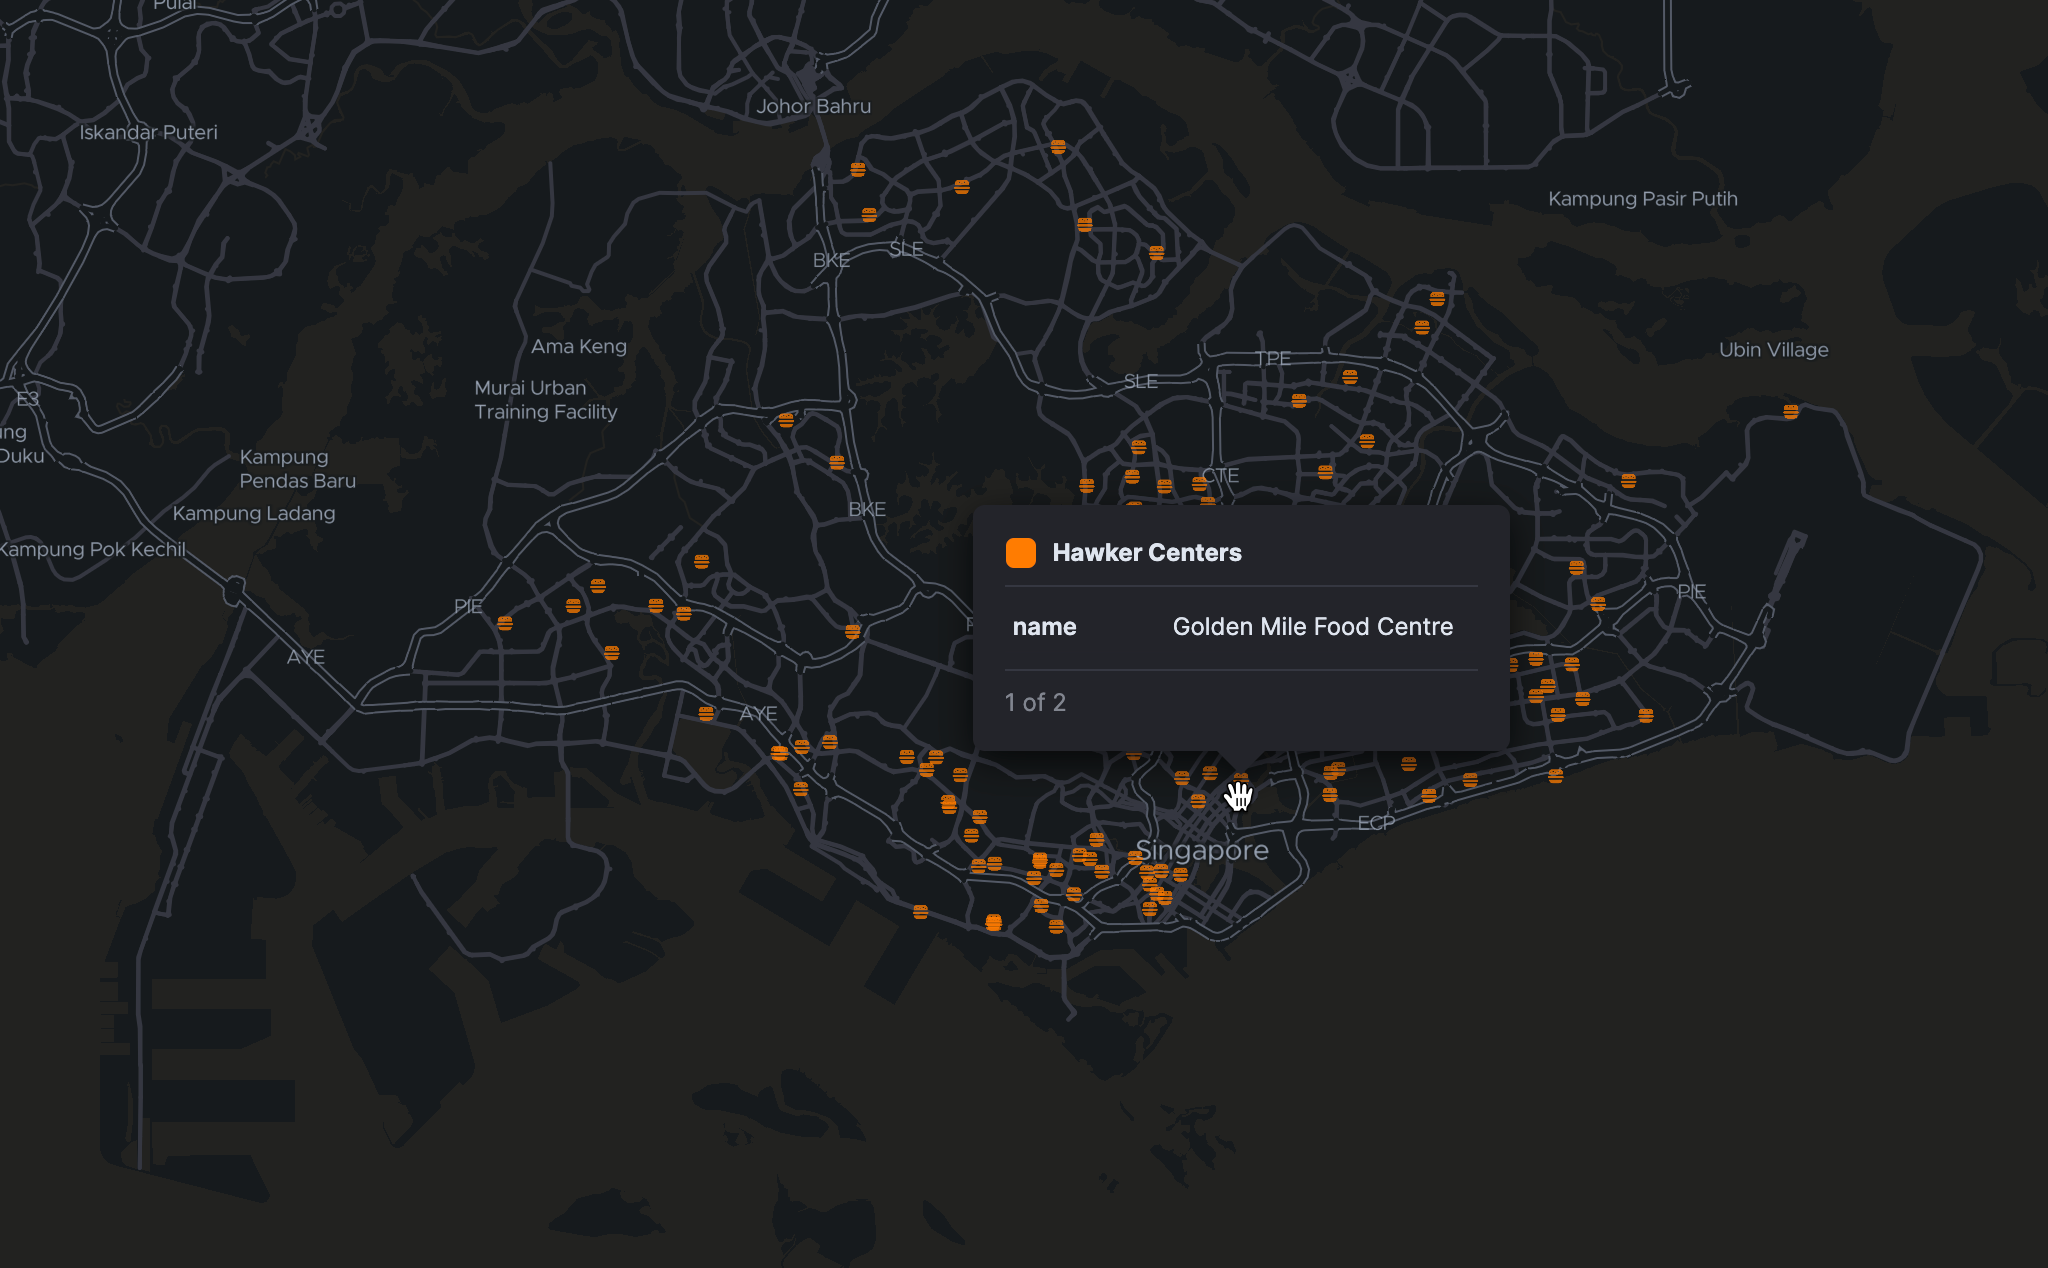 Pulai
Johor Bahru
Iskandar Puteri
Kampung Pasir Putih
SLE
BKE
Ama Keng
Ubin Village
TPE
SLE
Murai Urban
Training Facility
E3
Duku
Kampung
Pendas Baru
CTE
Kampung Ladang
BKE
Kampung Pok Kechil
Hawker Centers
PIE
PIE
name Golden Mile Food Centre
AYE
1 of 2
AYE
ECP
Singapore